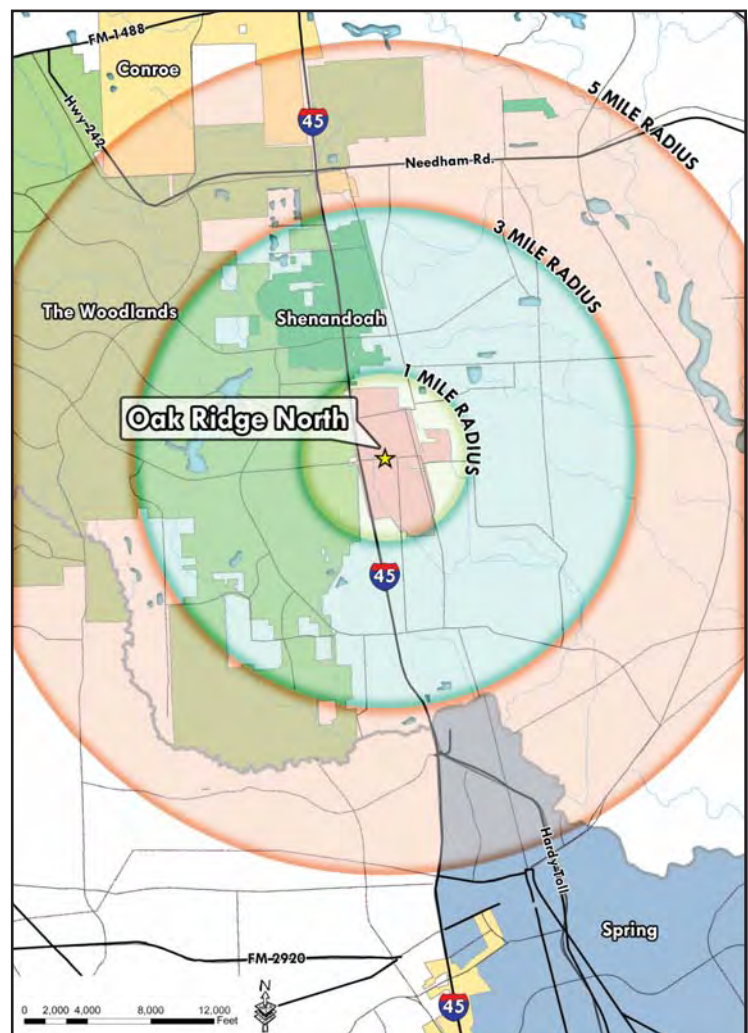 FM 1488
Conroe
Hwy 242
45
5 MILE RADIUS
Needham Rd.
3 MILE RADIUS
The Woodlands
Shenandoah
1 MILE RADIUS
Oak Ridge North
45
Hardy Toll
Spring
FM-2920
N
45
0 2,000 4,000 8,000 12,000
Feet